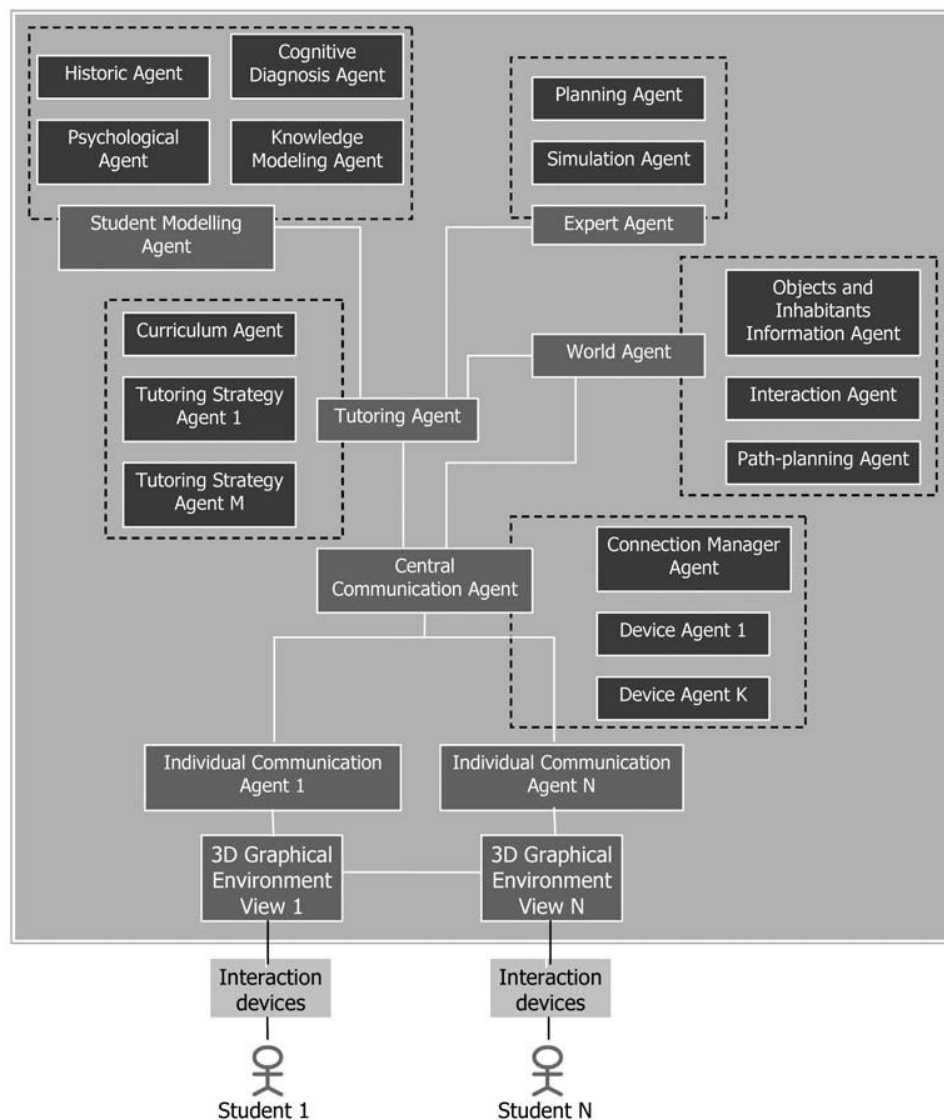 Historic Agent
Cognitive
Diagnosis Agent
Psychological
Agent
Knowledge
Modeling Agent
Student Modelling
Agent
Planning Agent
Simulation Agent
Expert Agent
Objects and
Inhabitants
Information Agent
Interaction Agent
Path-planning Agent
World Agent
Curriculum Agent
Tutoring Strategy
Agent 1
Tutoring Strategy
Agent M
Tutoring Agent
Central
Communication Agent
Connection Manager
Agent
Device Agent 1
Device Agent K
Individual Communication
Agent 1
Individual Communication
Agent N
3D Graphical
Environment
View 1
3D Graphical
Environment
View N
Interaction
devices
Interaction
devices
Student 1
Student N